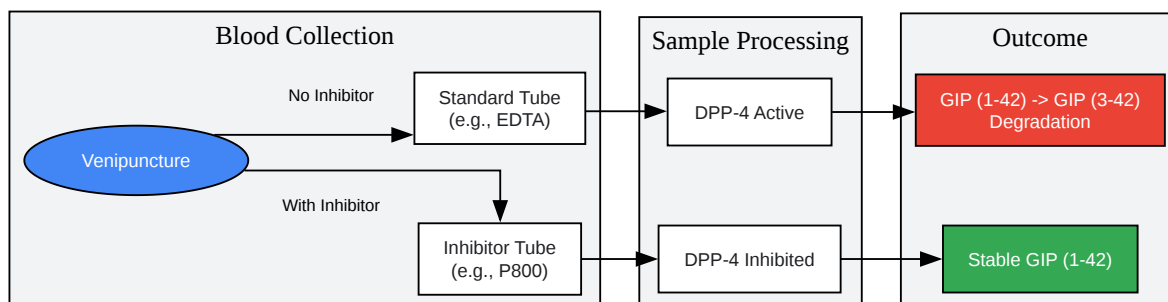 Blood Collection
Sample Processing
Outcome
No Inhibitor
Standard Tube
(e.g., EDTA)
DPP-4 Active
GIP (1-42) -> GIP (3-42)
Degradation
Venipuncture
With Inhibitor
Inhibitor Tube
(e.g., P800)
DPP-4 Inhibited
Stable GIP (1-42)